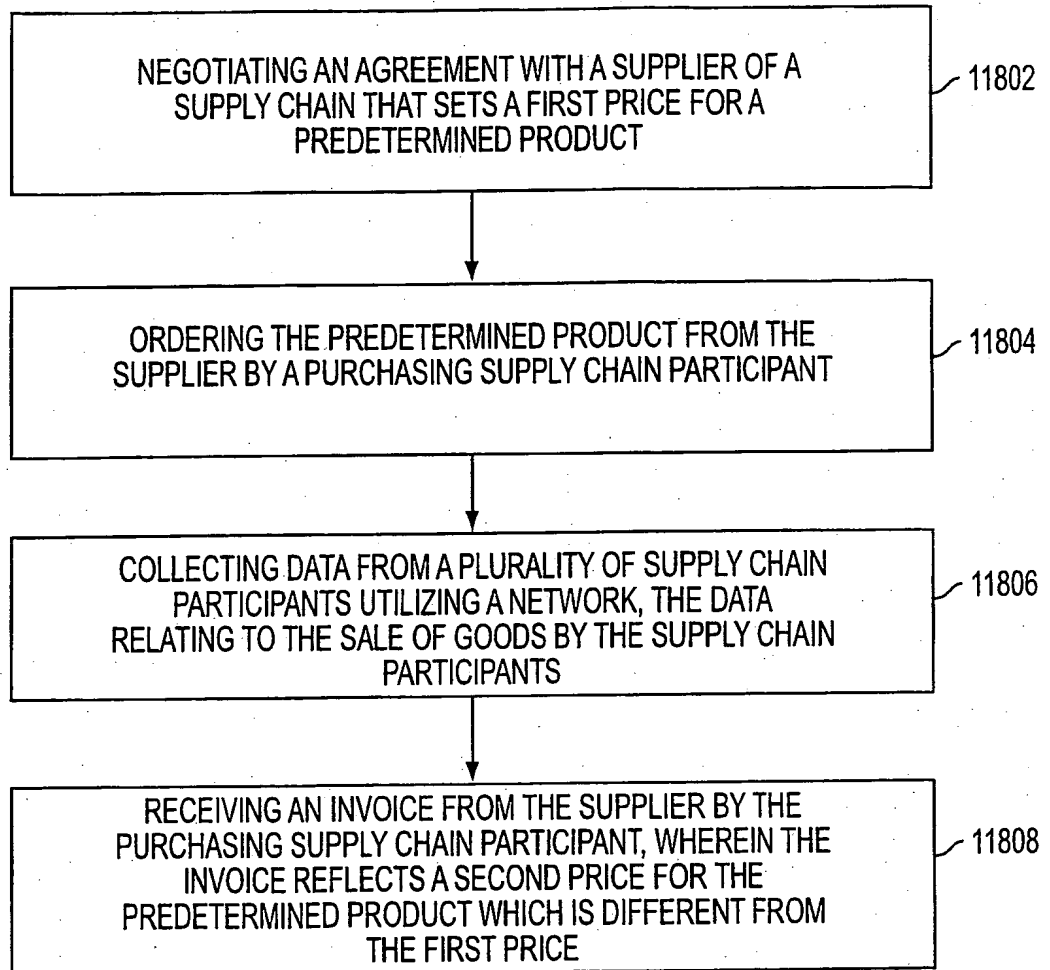 NEGOTIATING AN AGREEMENT WITH A SUPPLIER OF A
SUPPLY CHAIN THAT SETS A FIRST PRICE FOR A
PREDETERMINED PRODUCT
11802
ORDERING THE PREDETERMINED PRODUCT FROM THE
SUPPLIER BY A PURCHASING SUPPLY CHAIN PARTICIPANT
11804
COLLECTING DATA FROM A PLURALITY OF SUPPLY CHAIN
PARTICIPANTS UTILIZING A NETWORK, THE DATA
RELATING TO THE SALE OF GOODS BY THE SUPPLY CHAIN
PARTICIPANTS
11806
RECEIVING AN INVOICE FROM THE SUPPLIER BY THE
PURCHASING SUPPLY CHAIN PARTICIPANT, WHEREIN THE
INVOICE REFLECTS A SECOND PRICE FOR THE
PREDETERMINED PRODUCT WHICH IS DIFFERENT FROM
THE FIRST PRICE
11808